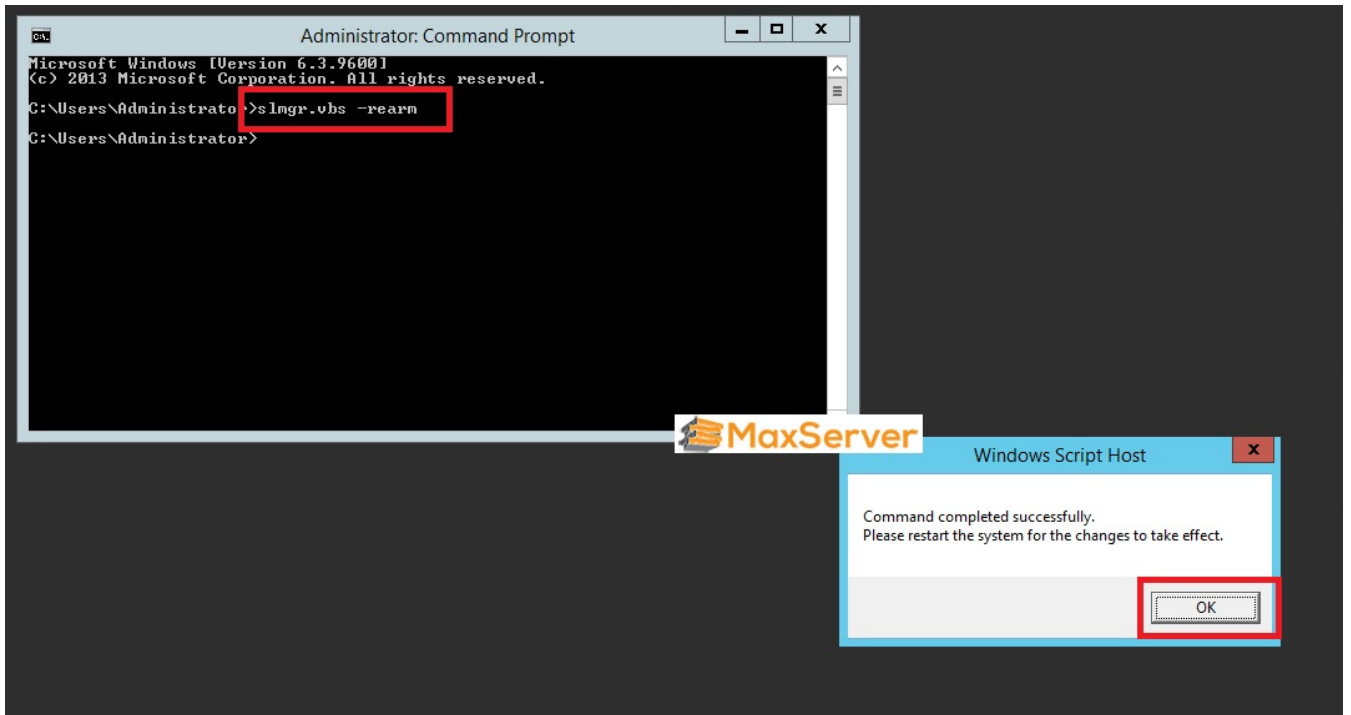 Administrator: Command Prompt
Microsoft Windows [Version 6.3.9600]
(c) 2013 Microsoft Corporation. All rights reserved.
C:\Users\Administrator>slmgr.vbs -rearm
C:\Users\Administrator>
MaxServer
Windows Script Host
Command completed successfully.
Please restart the system for the changes to take effect.
OK